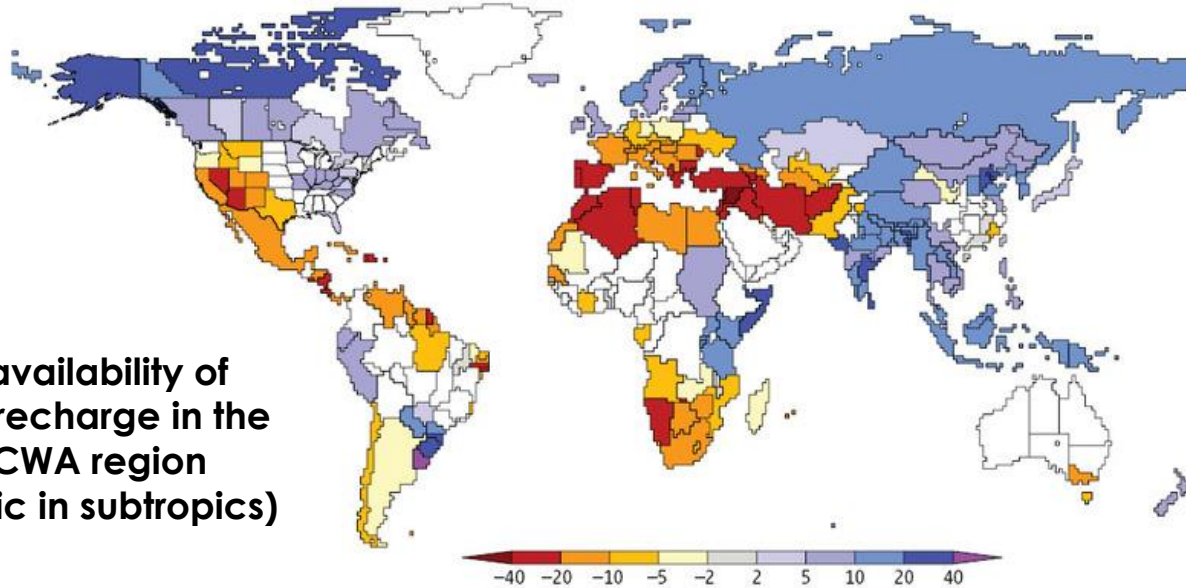 availability of
recharge in the
CWA region
ic in subtropics)
−40 −20 −10 −5 −2 2 5 10 20 40